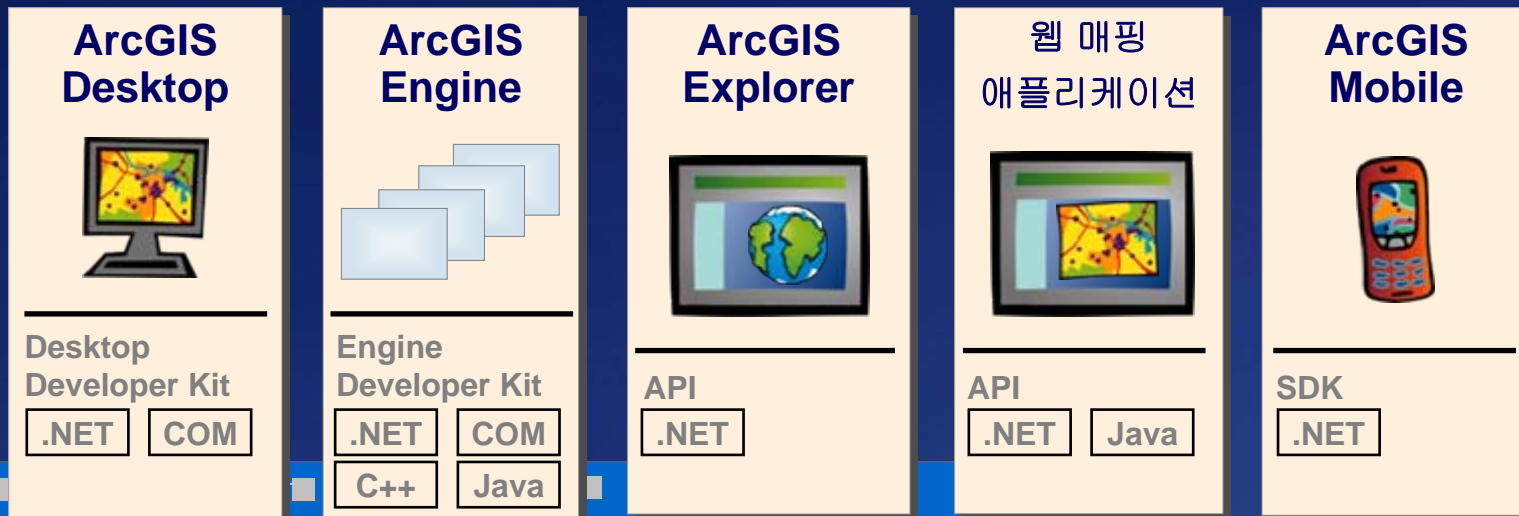 ArcGIS
Desktop
Desktop
Developer Kit
.NET COM
ArcGIS
Engine
Engine
Developer Kit
.NET COM
C++ Java
ArcGIS
Explorer
API
.NET
웹 매핑
애플리케이션
API
.NET Java
ArcGIS
Mobile
SDK
.NET